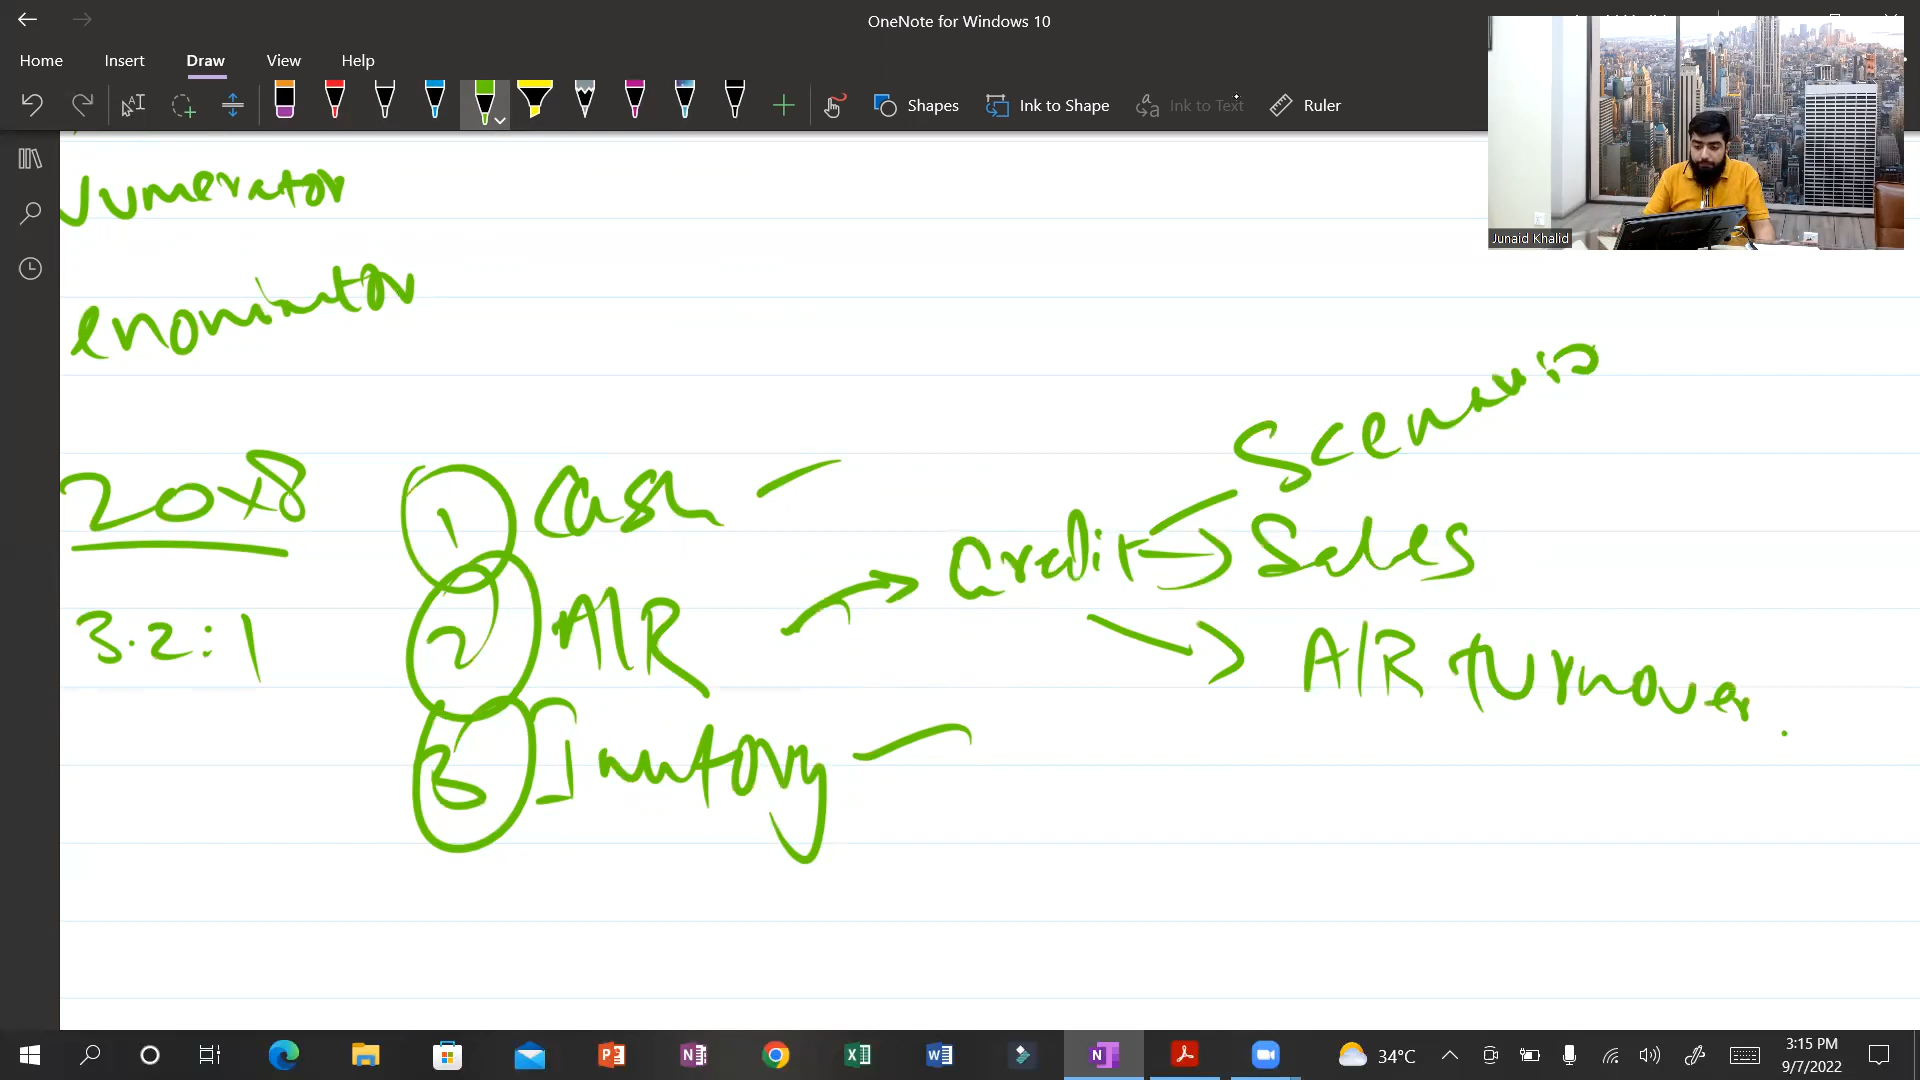 OneNote for Windows 10
Home Insert Draw View Help
Shapes Ink to Shape Ink to Text Ruler
Junaid Khalid
Numerator
enomintor
Scenario
20x8 1 Cash
Credit → Sales
3.2:1 2 A/R
A/R turnover.
3 Inventory
34°C
3:15 PM
9/7/2022